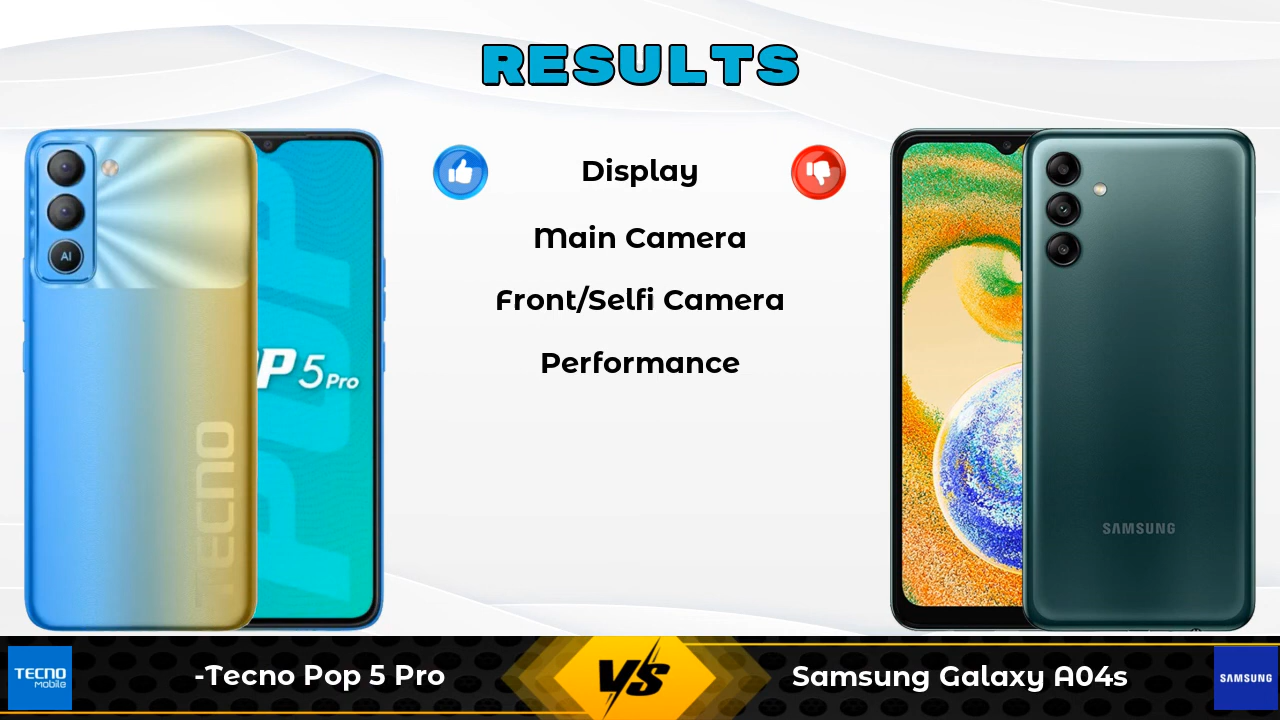 RESULTS
Display
Main Camera
Front/Selfi Camera
Performance
AI
TECNO
POP
P 5 Pro
SAMSUNG
TECNO
Mobile
-Tecno Pop 5 Pro
VS
Samsung Galaxy A04s
SAMSUNG